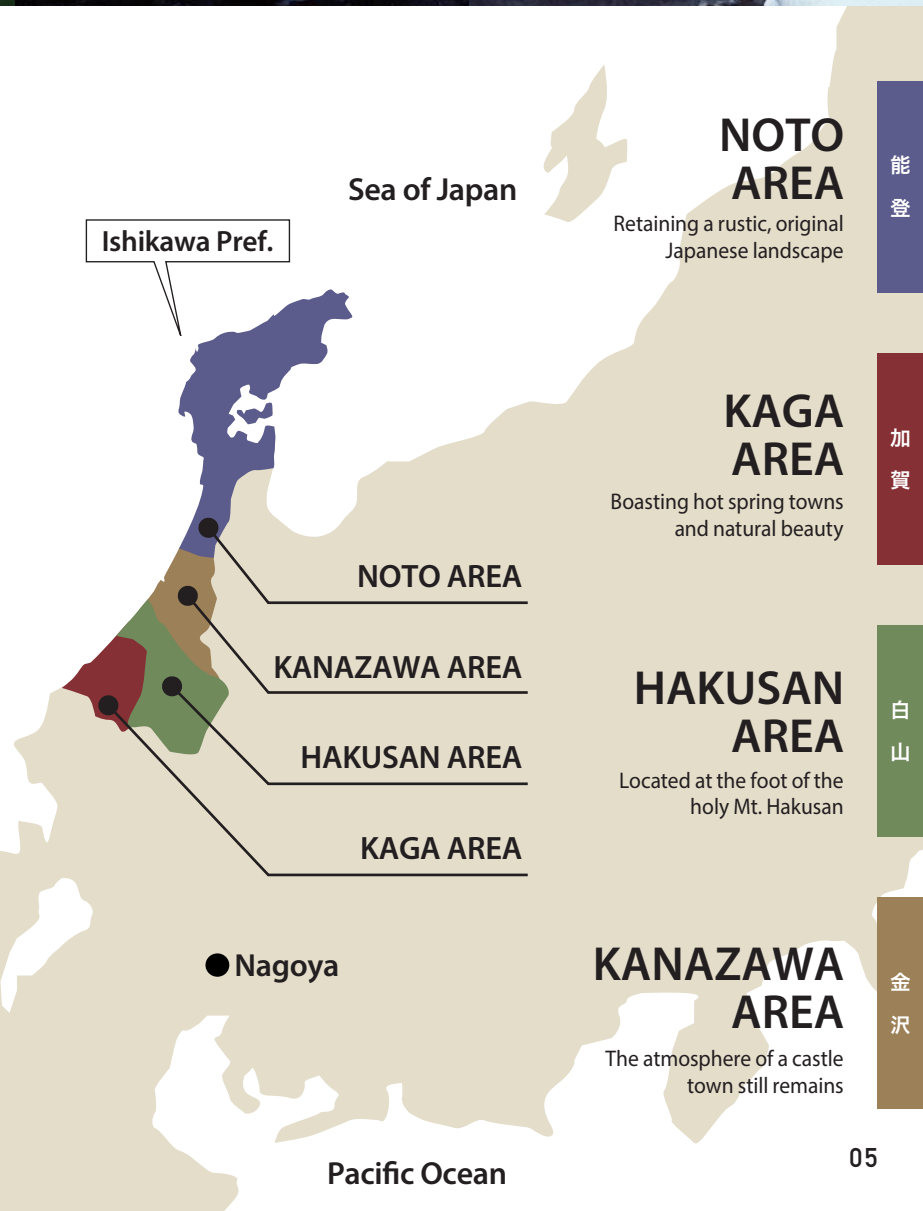 Sea of Japan
Ishikawa Pref.
NOTO AREA
KANAZAWA AREA
HAKUSAN AREA
KAGA AREA
Nagoya
Pacific Ocean
NOTO
AREA
Retaining a rustic, original
Japanese landscape
能登
KAGA
AREA
Boasting hot spring towns
and natural beauty
加賀
HAKUSAN
AREA
Located at the foot of the
holy Mt. Hakusan
白山
KANAZAWA
AREA
The atmosphere of a castle
town still remains
金沢
05